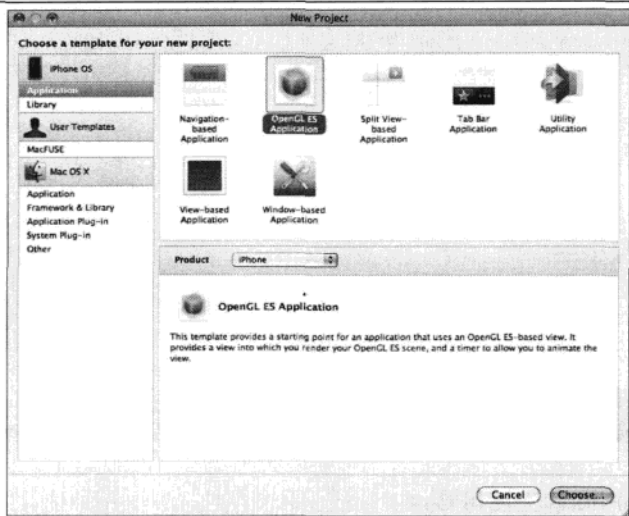 New Project
Choose a template for your new project:
iPhone OS
Application
Library
User Templates
MacFUSE
Mac OS X
Application
Framework & Library
Application Plug-in
System Plug-in
Other
Navigation-
based
Application
OpenGL ES
Application
Split View-
based
Application
Tab Bar
Application
Utility
Application
View-based
Application
Window-based
Application
Product
iPhone
OpenGL ES Application
This template provides a starting point for an application that uses an OpenGL ES-based view. It
provides a view into which you render your OpenGL ES scene, and a timer to allow you to animate the
view.
Cancel
Choose...